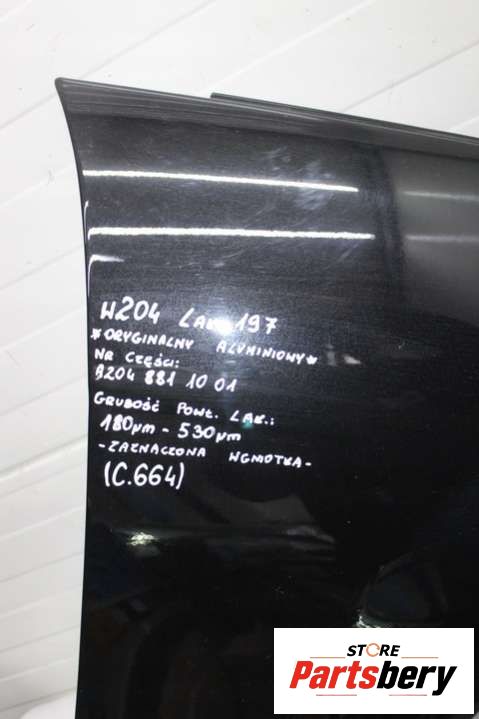 W204 LAK 197
*ORYGINALNY ALUMINIOWY*
NR CZĘŚCI:
A204 881 10 01
GRUBOŚĆ POWŁ. LAK.:
180µm - 530µm
-ZAZNACZONA WGNIOTKA-
(C.664)
STORE
Partsbery